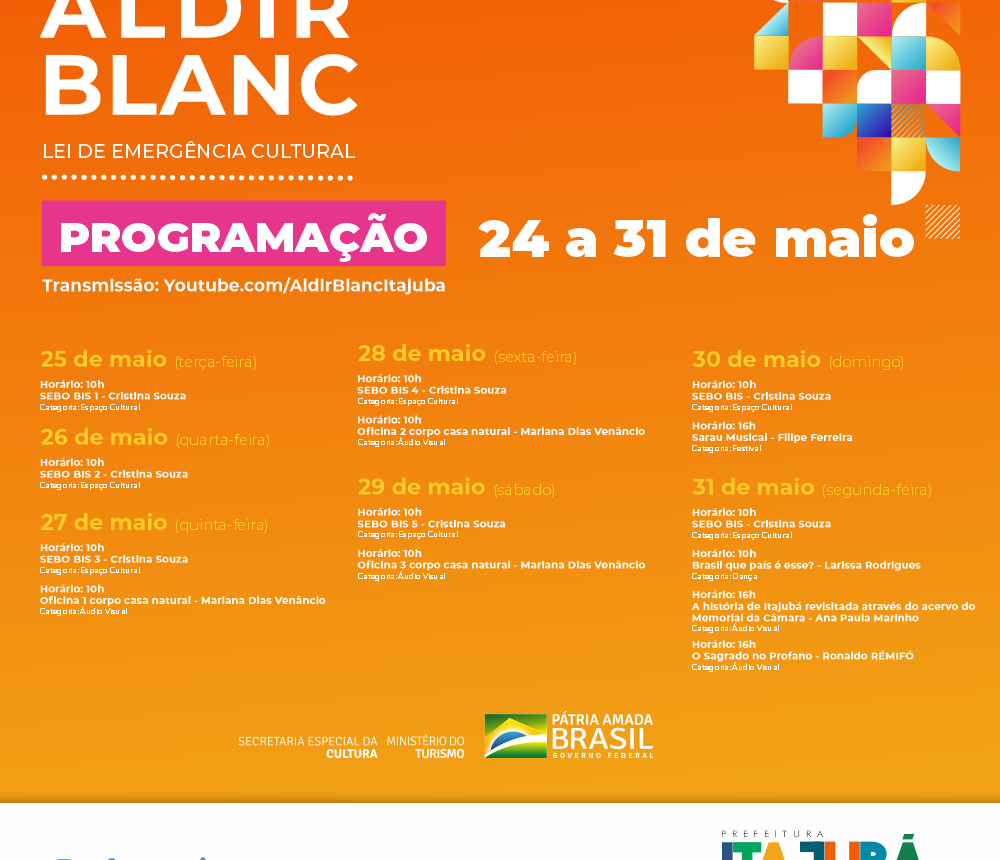 ALDIR
BLANC
LEI DE EMERGÊNCIA CULTURAL
PROGRAMAÇÃO
24 a 31 de maio
Transmissão: Youtube.com/AldirBlancItajuba
25 de maio (terça-feira)
Horário: 10h
SEBO BIS 1 - Cristina Souza
Categoria: Espaço Cultural
26 de maio (quarta-feira)
Horário: 10h
SEBO BIS 2 - Cristina Souza
Categoria: Espaço Cultural
27 de maio (quinta-feira)
Horário: 10h
SEBO BIS 3 - Cristina Souza
Categoria: Espaço Cultural
Horário: 10h
Oficina 1 corpo casa natural - Mariana Dias Venâncio
Categoria: Áudio Visual
28 de maio (sexta-feira)
Horário: 10h
SEBO BIS 4 - Cristina Souza
Categoria: Espaço Cultural
Horário: 10h
Oficina 2 corpo casa natural - Mariana Dias Venâncio
Categoria: Áudio Visual
29 de maio (sábado)
Horário: 10h
SEBO BIS 5 - Cristina Souza
Categoria: Espaço Cultural
Horário: 10h
Oficina 3 corpo casa natural - Mariana Dias Venâncio
Categoria: Áudio Visual
30 de maio (domingo)
Horário: 10h
SEBO BIS - Cristina Souza
Categoria: Espaço Cultural
Horário: 16h
Sarau Musical - Filipe Ferreira
Categoria: Festival
31 de maio (segunda-feira)
Horário: 10h
SEBO BIS - Cristina Souza
Categoria: Espaço Cultural
Horário: 10h
Brasil que país é esse? - Larissa Rodrigues
Categoria: Dança
Horário: 16h
A história de Itajubá revisitada através do acervo do
Memorial da Câmara - Ana Paula Marinho
Categoria: Áudio Visual
Horário: 16h
O Sagrado no Profano - Ronaldo RÉMIFÓ
Categoria: Áudio Visual
SECRETARIA ESPECIAL DA
CULTURA
MINISTÉRIO DO
TURISMO
PÁTRIA AMADA
BRASIL
GOVERNO FEDERAL
PREFEITURA
ITAJUBÁ